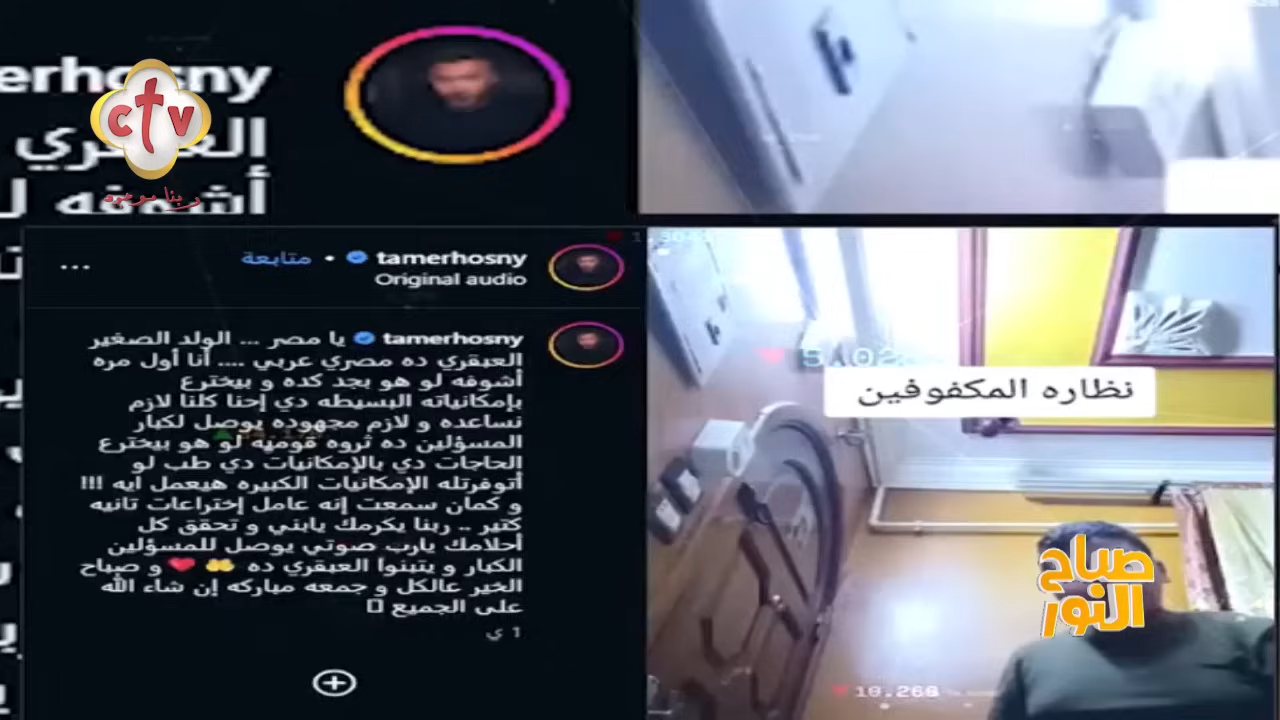 erhosny
أشوفه ل
ctv
tamerhosny • متابعة
Original audio
tamerhosny يا مصر ... الولد الصغير
العبقري ده مصري عربي .... أنا أول مره
أشوفه لو هو بجد كده و بيخترع
بإمكانياته البسيطه دي إحنا كلنا لازم
نساعده و لازم مجهوده يوصل لكبار
المسؤلين ده ثروه قوميه لو هو بيخترع
الحاجات دي بالإمكانيات دي طب لو
أتوفرتله الإمكانيات الكبيره هيعمل ايه !!!
و كمان سمعت إنه عامل إختراعات تانيه
كتير .. ربنا يكرمك يابني و تحقق كل
أحلامك يارب صوتي يوصل للمسؤلين
الكبار و يتبنوا العبقري ده 🤲 ❤️ و صباح
الخير عالكل و جمعه مباركه إن شاء الله
على الجميع
1 ي
نظاره المكفوفين
صباح
النور
10.268